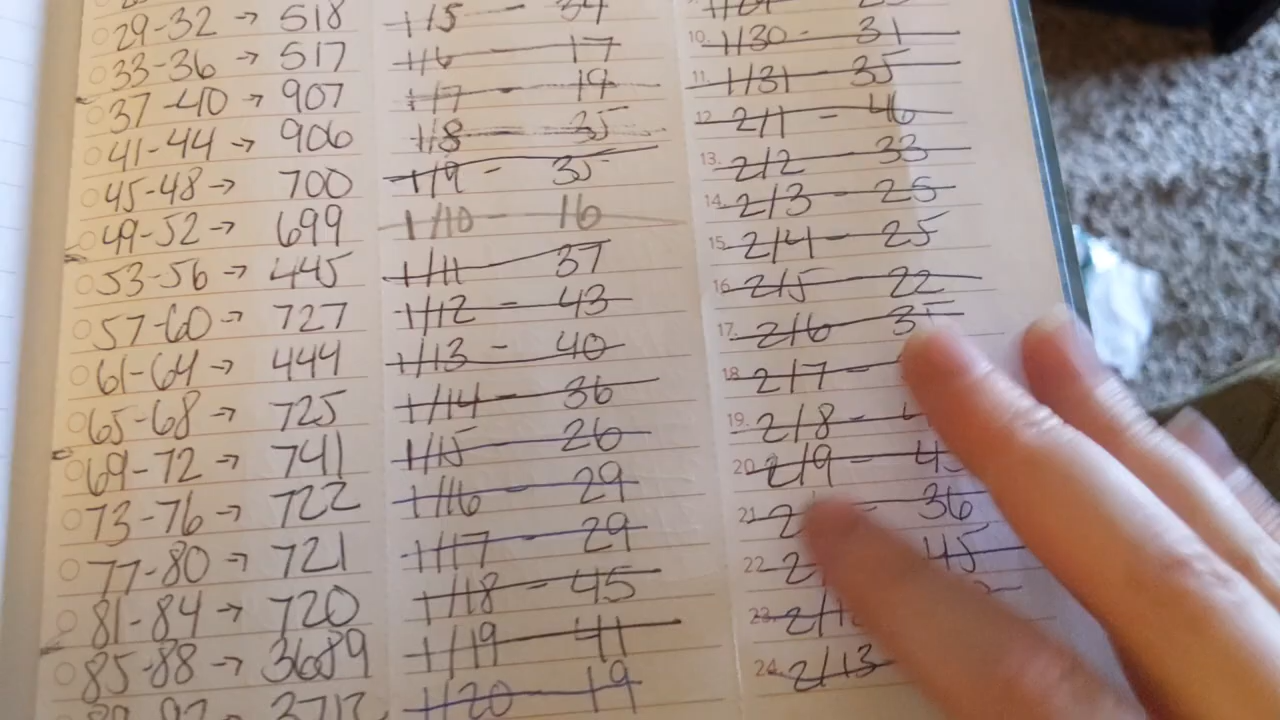 29-32 → 518
33-36 → 517
37-40 → 907
41-44 → 906
45-48 → 700
49-52 → 699
53-56 → 445
57-60 → 727
61-64 → 444
65-68 → 725
69-72 → 741
73-76 → 722
77-80 → 721
81-84 → 720
85-88 → 3689
1/5 - 34
1/6 - 17
1/7 - 19
1/8 - 35
1/9 - 35
1/10 - 16
1/11 37
1/12 - 43
1/13 - 40
1/14 - 36
1/15 - 26
1/16 - 29
1/17 - 29
1/18 - 45
1/19 - 41
1/20 - 19
10. 1/30 - 31
11. 1/31 - 35
12. 2/1 - 46
13. 2/2 - 33
14. 2/3 - 25
15. 2/4 - 25
16. 2/5 - 22
17. 2/6 - 35
18. 2/7 -
19. 2/8 -
20. 2/9 - 45
21. 36
22. 45
23.
24. 2/13